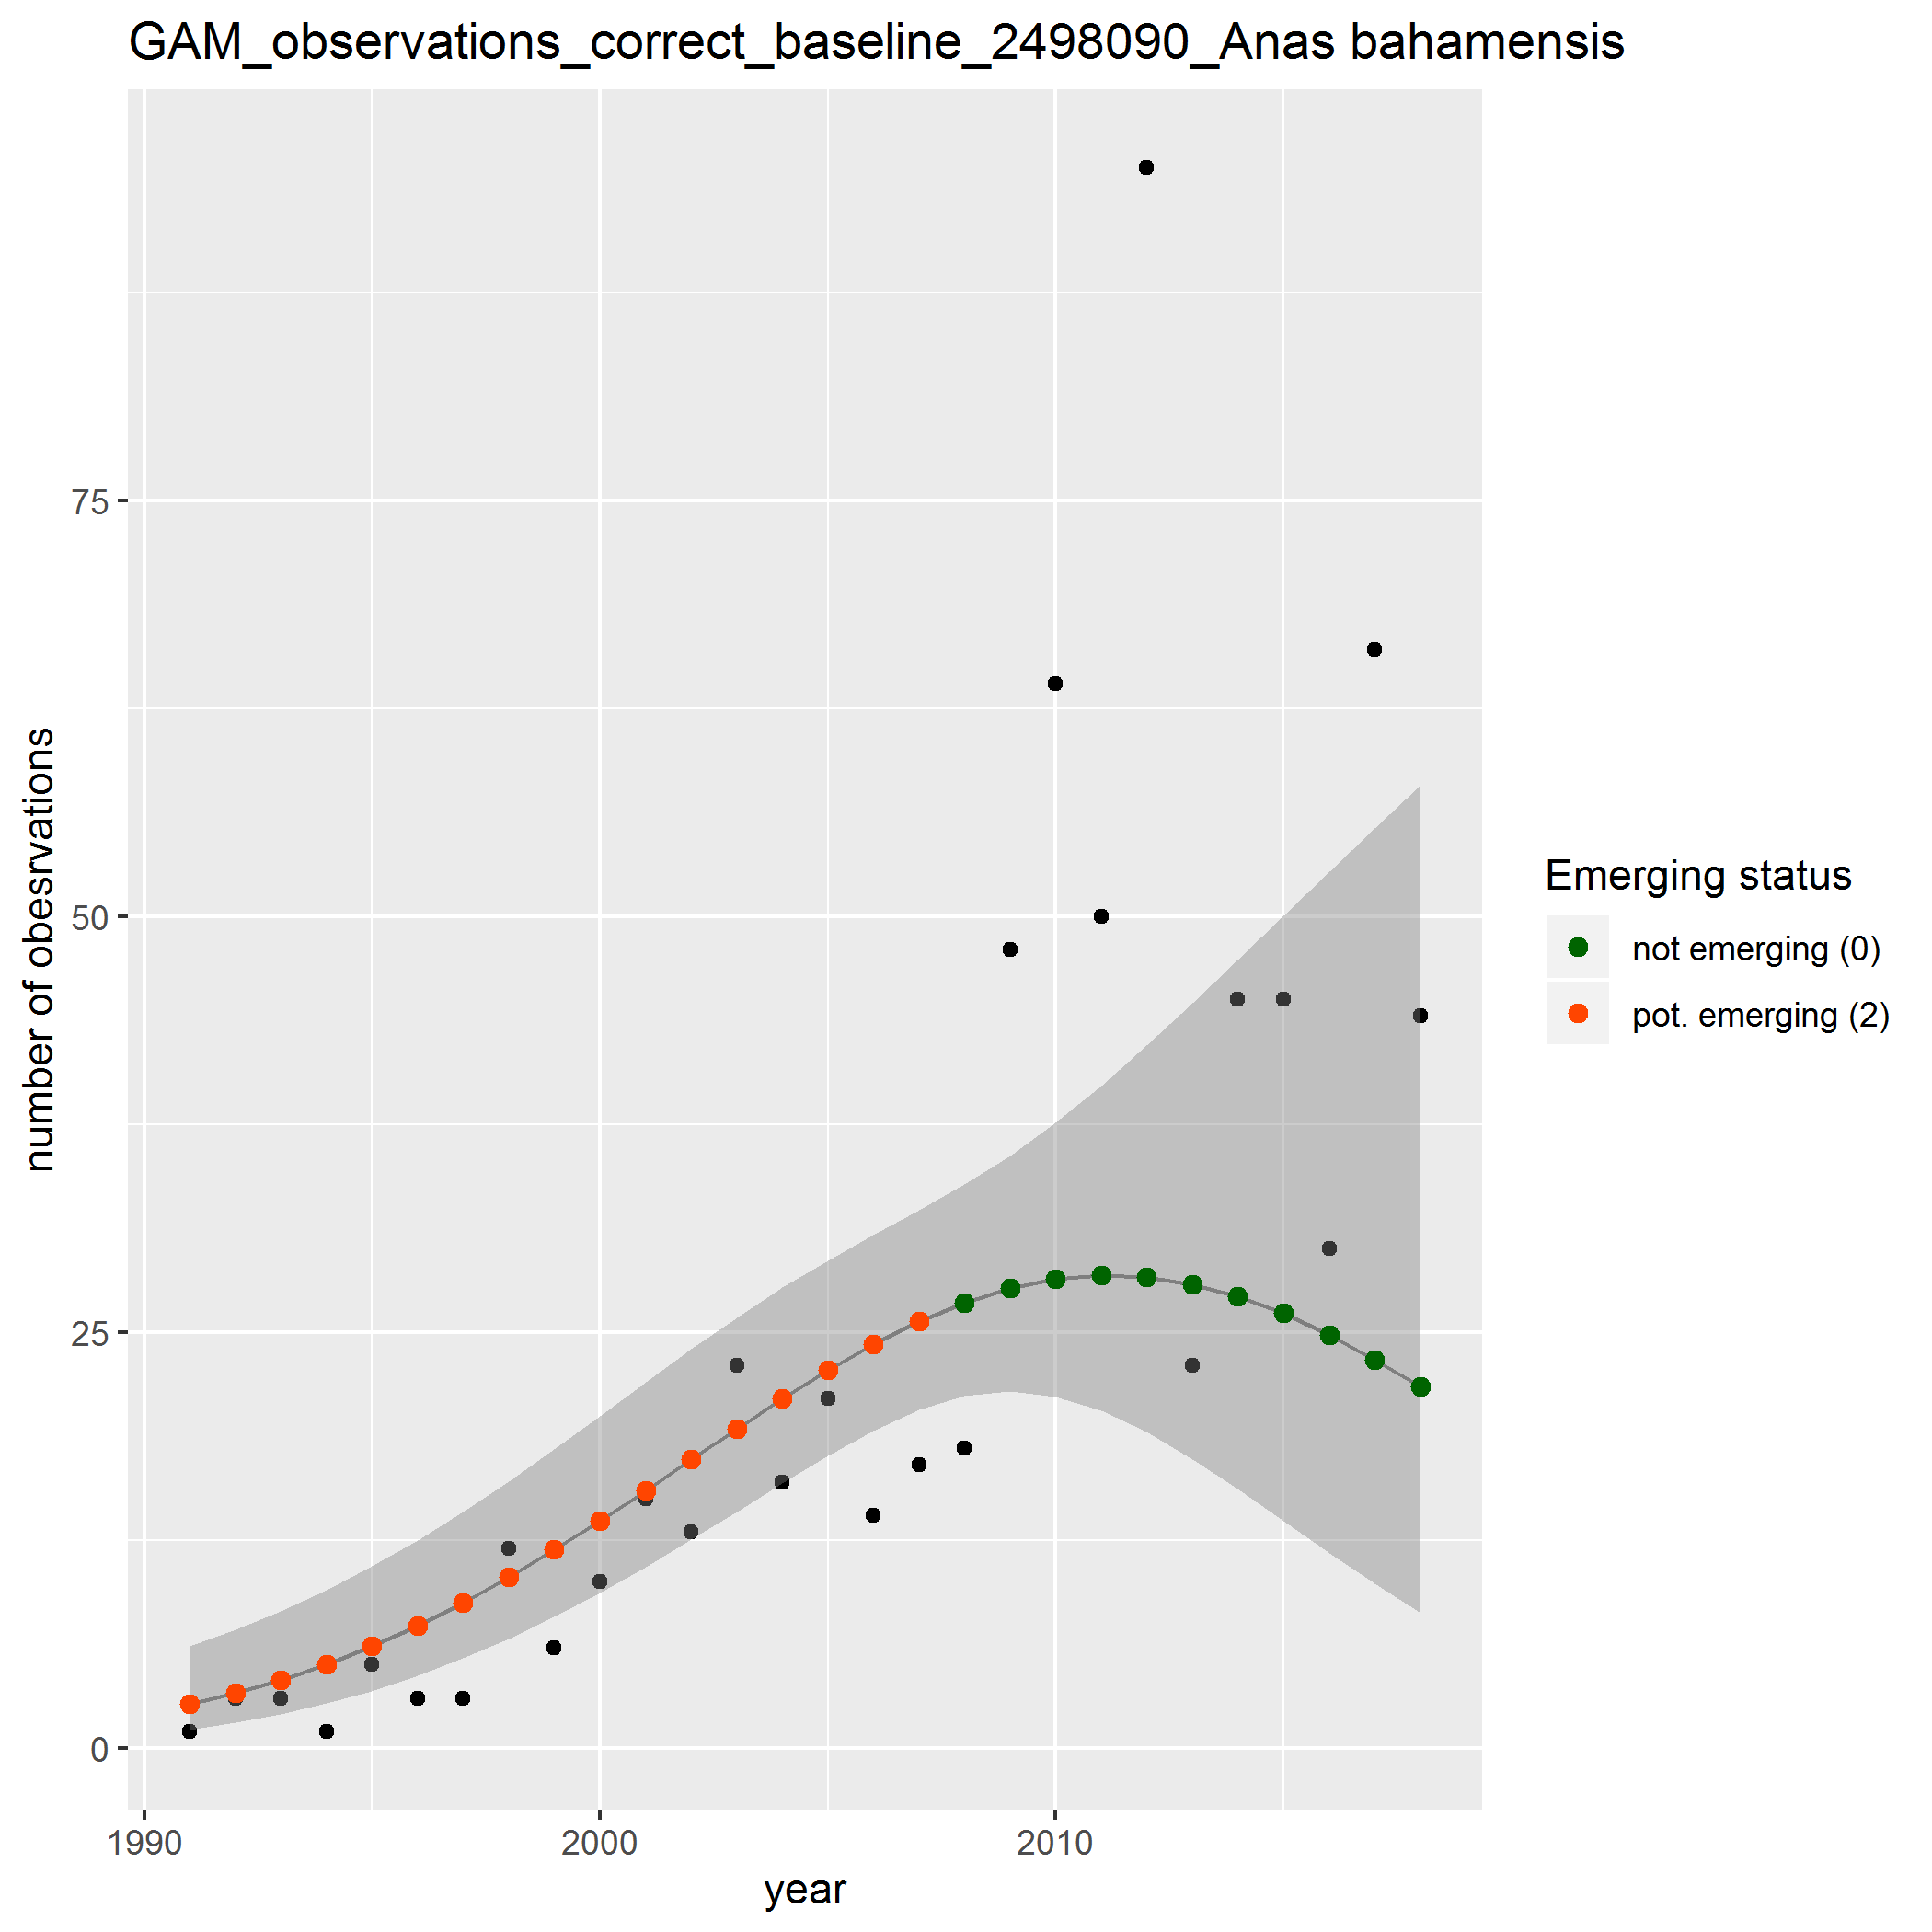 GAM_observations_correct_baseline_2498090_Anas bahamensis
75
50
25
0
number of obesrvations
1990 2000 2010
year
Emerging status
not emerging (0)
pot. emerging (2)